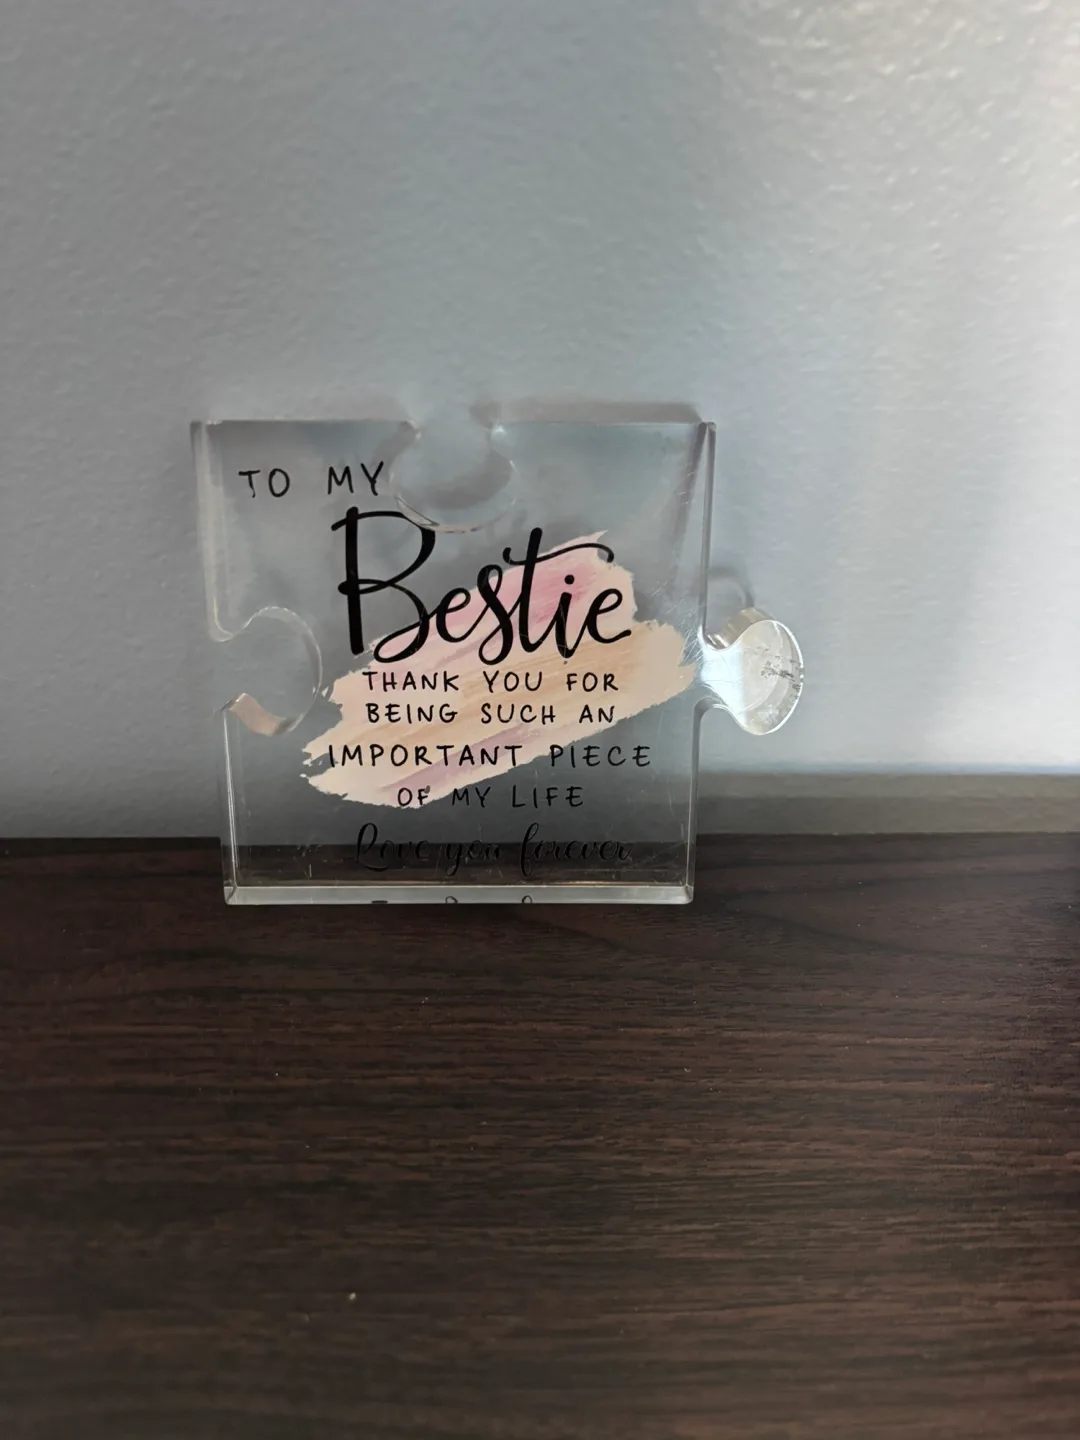 TO MY
Bestie
THANK YOU FOR
BEING SUCH AN
IMPORTANT PIECE
OF MY LIFE
Love you forever